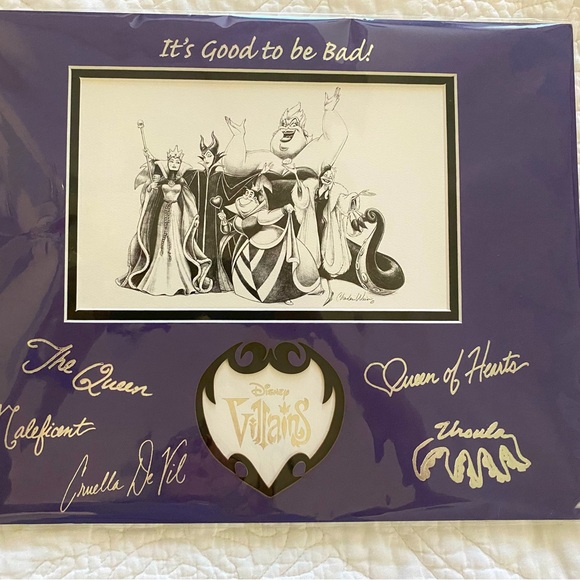 It's Good to be Bad!
The Queen
Maleficent
Cruella De Vil
Disney
Villains
Queen of Hearts
Ursula